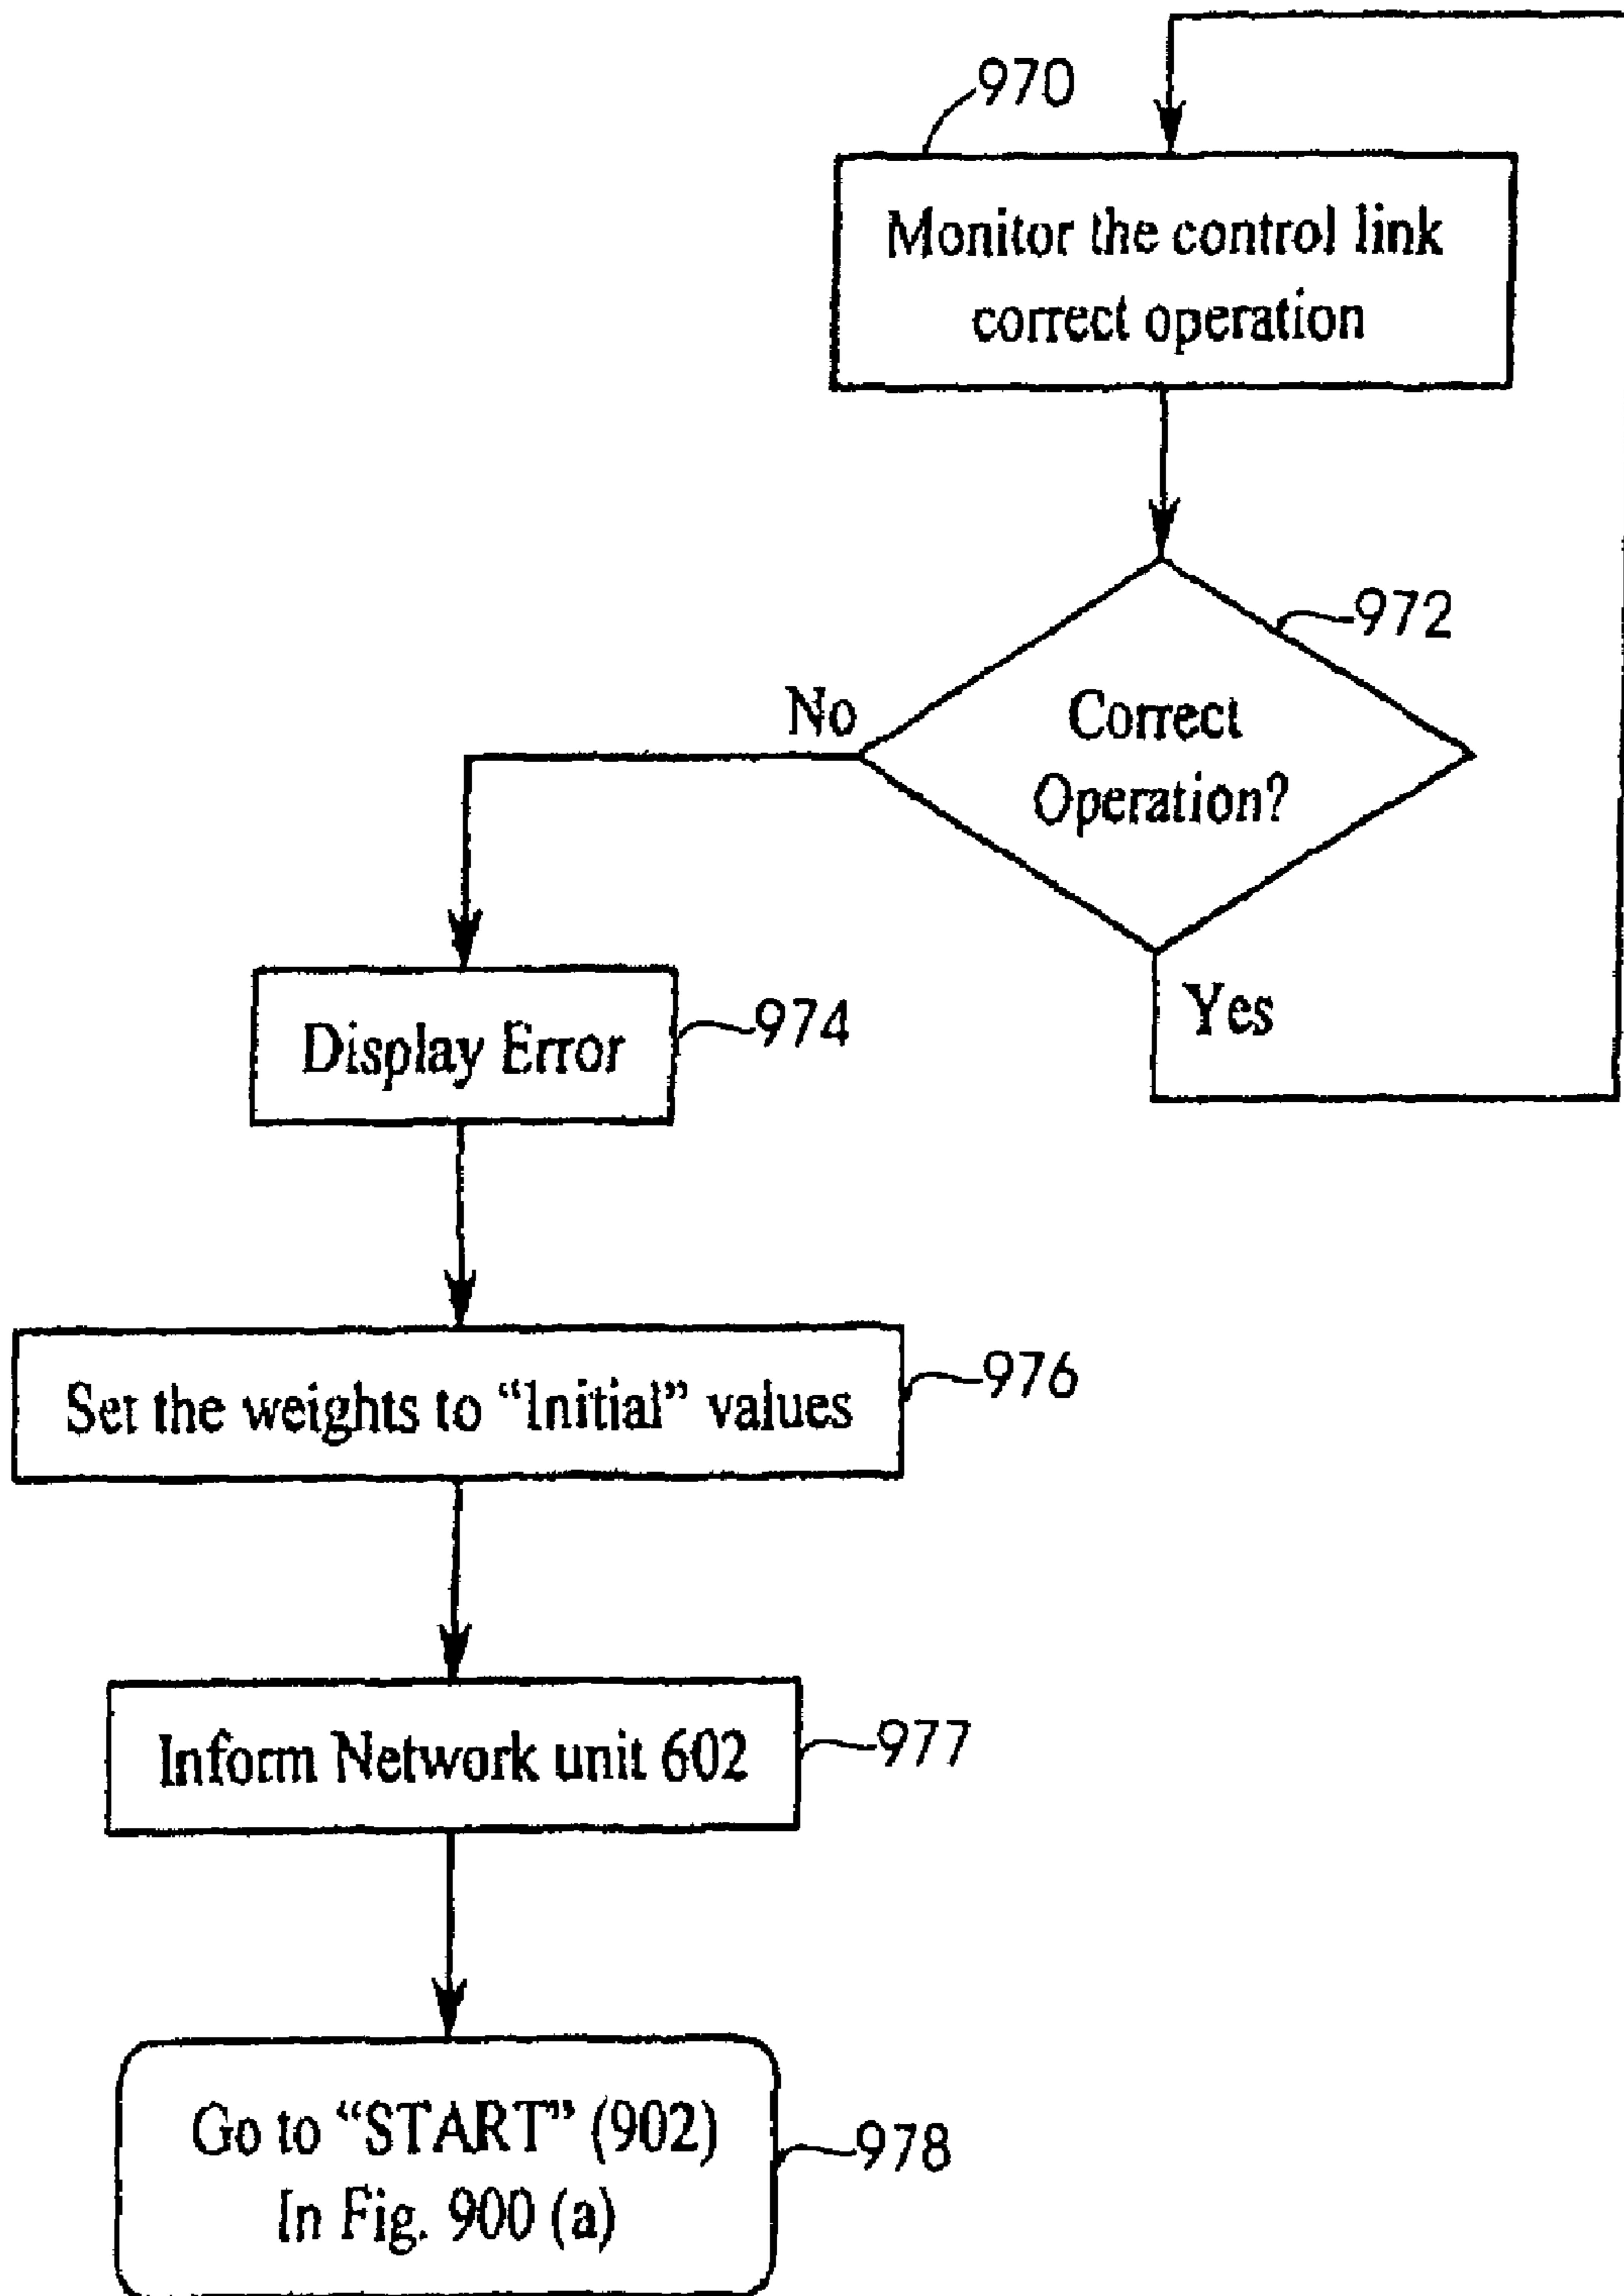 970
Monitor the control link
correct operation
972
No
Correct
Operation?
Yes
Display Error
974
Set the weights to “Initial” values
976
Inform Network unit 602
977
Go to “START” (902)
In Fig. 900 (a)
978